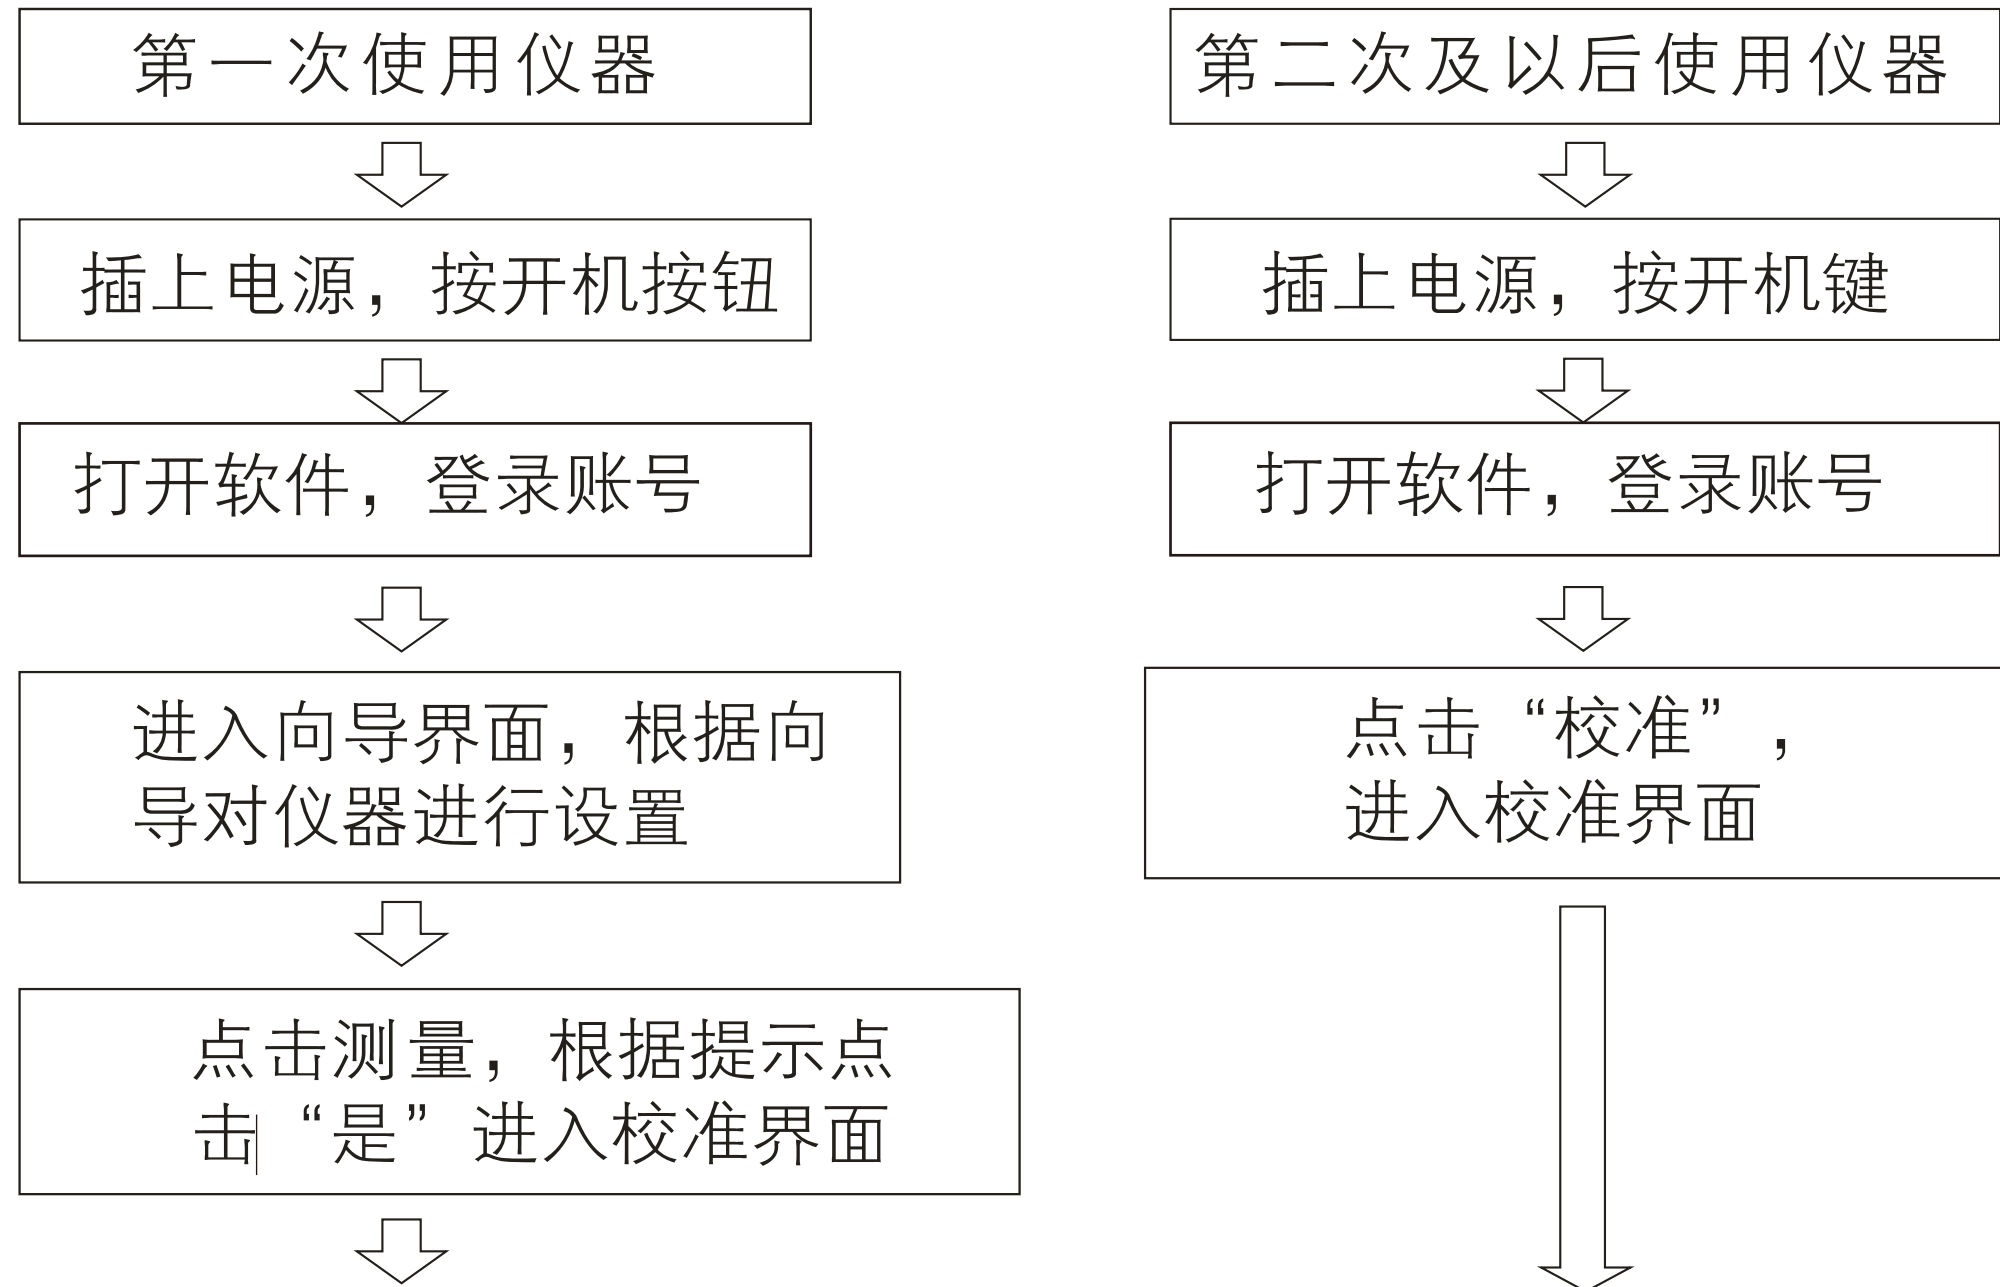 第一次使用仪器
插上电源，按开机按钮
打开软件，登录账号
进入向导界面，根据向
导对仪器进行设置
点击测量，根据提示点
击“是”进入校准界面
第二次及以后使用仪器
插上电源，按开机键
打开软件，登录账号
点击“校准”，
进入校准界面